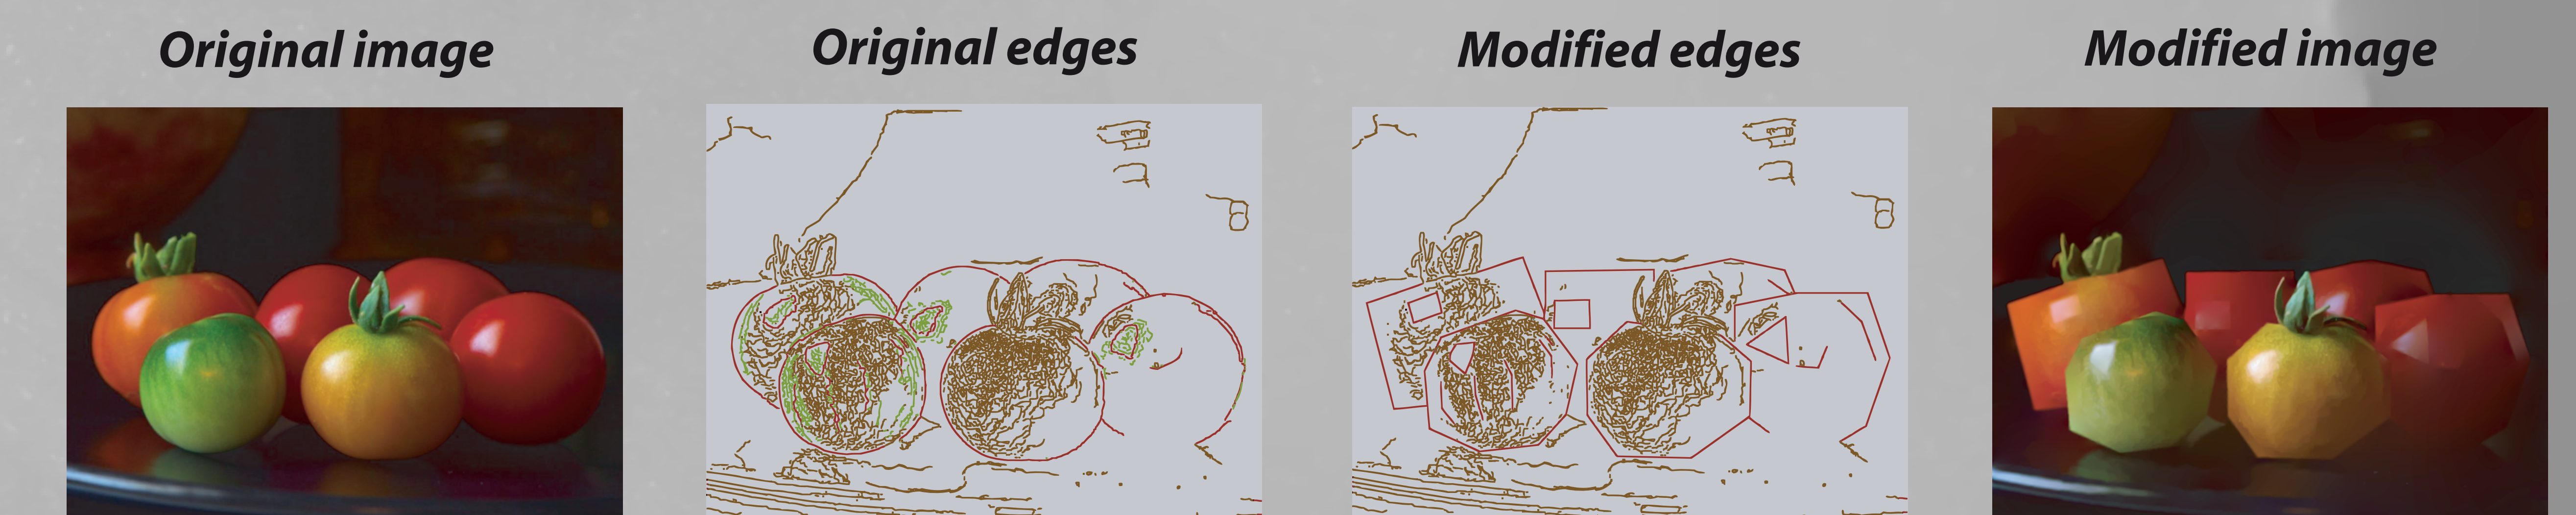 Original image
Original edges
Modified edges
Modified image